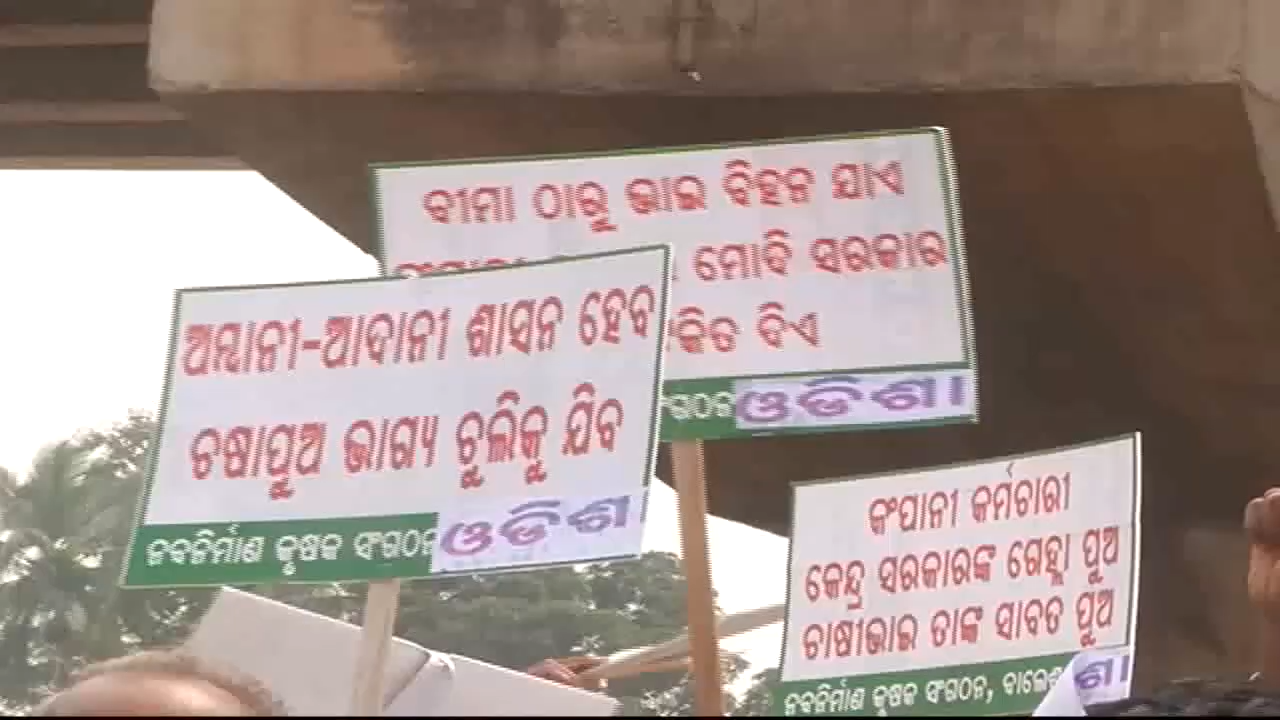 ବୀମା ଠାରୁ ଭାଇ ବିହନ ଯାଏ
ମୋଦି ସରକାର
ଦିଏ
ଓଡିଶା
ଅମ୍ବାନୀ-ଆଦାନୀ ଶାସନ ହେବ
ଚଷାପୁଅ ଭାଗ୍ୟ ଚୁଲିକୁ ଯିବ
ନବନିର୍ମାଣ କୃଷକ ସଂଗଠନ
ଓଡିଶା
କଂପାନୀ କର୍ମଚାରୀ
କେନ୍ଦ୍ର ସରକାରଙ୍କ ଗେହ୍ଲା ପୁଅ
ଚାଷୀଭାଇ ତାଙ୍କ ସାବତ ପୁଅ
ନବନିର୍ମାଣ କୃଷକ ସଂଗଠନ,